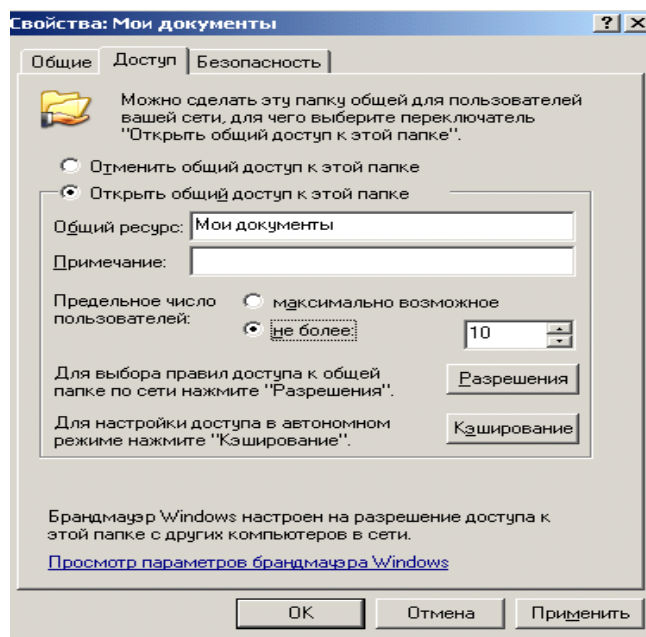 Свойства: Мои документы
Общие Доступ Безопасность
Можно сделать эту папку общей для пользователей
вашей сети, для чего выберите переключатель
"Открыть общий доступ к этой папке".
Отменить общий доступ к этой папке
Открыть общий доступ к этой папке
Общий ресурс: Мои документы
Примечание:
Предельное число
пользователей:
максимально возможное
не более: 10
Для выбора правил доступа к общей
папке по сети нажмите "Разрешения".
Разрешения
Для настройки доступа в автономном
режиме нажмите "Кэширование".
Кэширование
Брандмауэр Windows настроен на разрешение доступа к
этой папке с других компьютеров в сети.
Просмотр параметров брандмауэра Windows
OK Отмена Применить